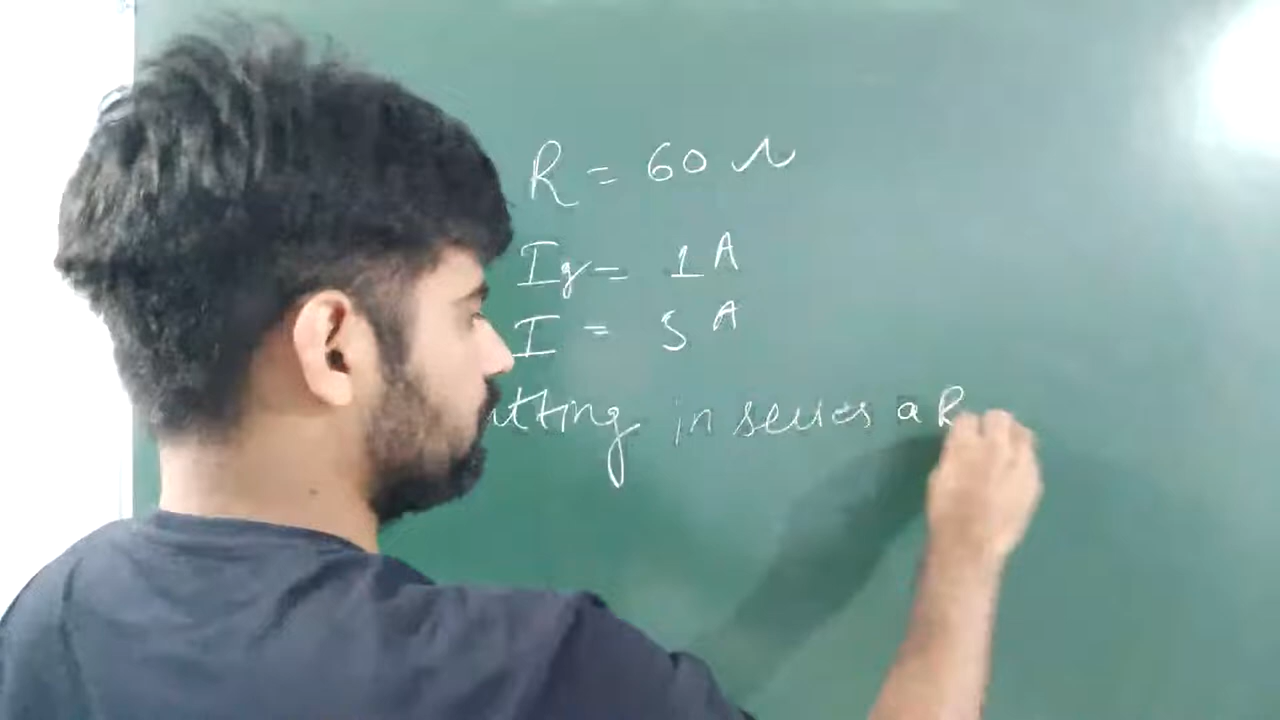 R = 60 Ω
Ig = 1 A
I = 5 A
utting in series a R